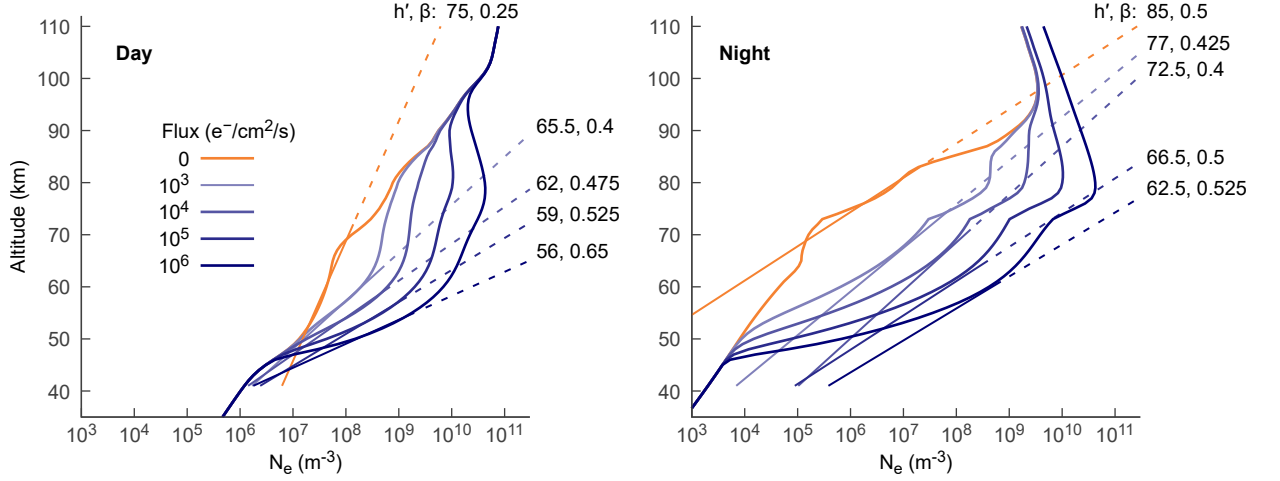 h′, β: 75, 0.25
Day
Flux (e⁻/cm²/s)
0
10³
10⁴
10⁵
10⁶
65.5, 0.4
62, 0.475
59, 0.525
56, 0.65
110
100
90
80
70
60
50
40
Altitude (km)
10³ 10⁴ 10⁵ 10⁶ 10⁷ 10⁸ 10⁹ 10¹⁰ 10¹¹
Nₑ (m⁻³)
h′, β: 85, 0.5
Night
77, 0.425
72.5, 0.4
66.5, 0.5
62.5, 0.525
110
100
90
80
70
60
50
40
10³ 10⁴ 10⁵ 10⁶ 10⁷ 10⁸ 10⁹ 10¹⁰ 10¹¹
Nₑ (m⁻³)